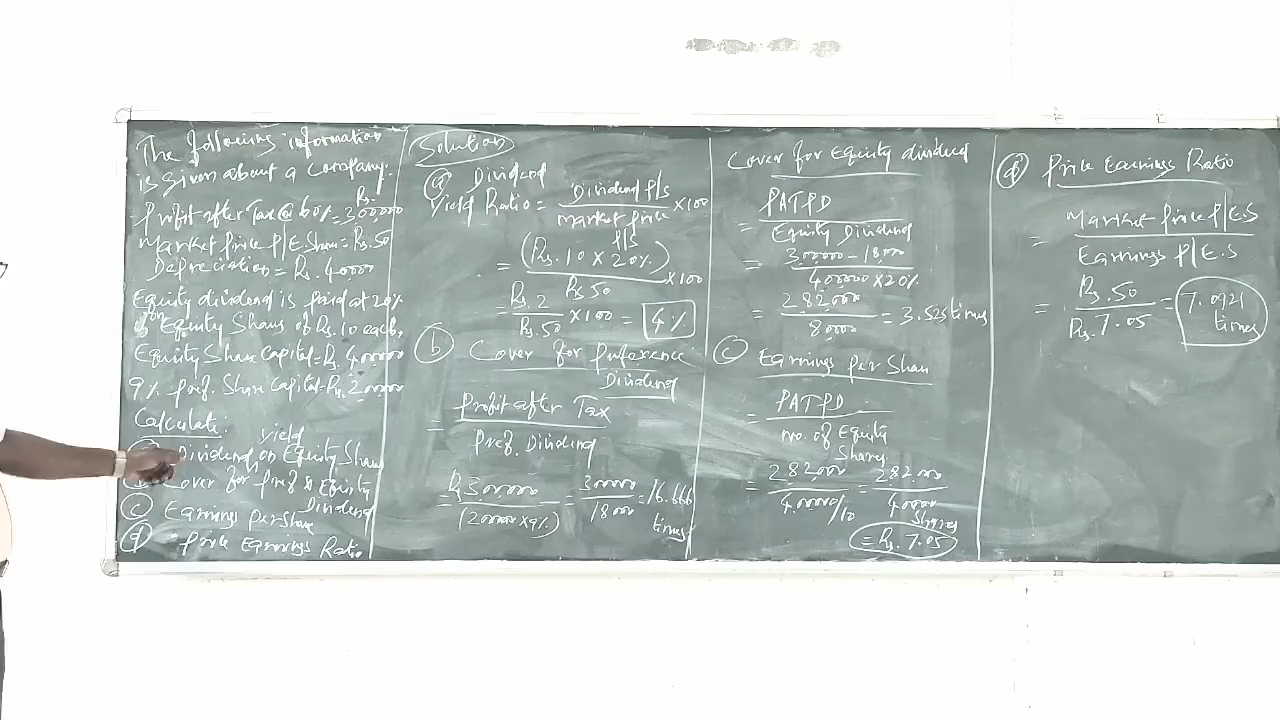 The following information
is given about a company:
Rs.
Profit after Tax @ 60% = 300000
Market Price P/E.Share = Rs.50
Depreciation = Rs. 40000
Equity dividend is paid at 20%
on Equity Shares of Rs.10 each,
Equity Share Capital = Rs. 400000
9% Pref. Share Capital = Rs. 200000
Calculate:
yield
Dividend on Equity Share
Cover for Pref & Equity
Dividend
(c) Earnings per share
(d) Price Earnings Ratio
Solution
(a) Dividend
Yield Ratio = Dividend P/S / Market Price × 100
= (Rs. 10 × 20%) P/S / Rs 50 × 100
= Rs. 2 / Rs. 50 × 100 = 4%
(b) Cover for Preference
Dividend
= Profit after Tax / Pref. Dividend
= Rs 300000 / (200000 × 9%) = 300000 / 18000 = 16.666
times
Cover for Equity dividend
= PATPD / Equity Dividend
= 300000 - 18000 / 400000 × 20%
= 282000 / 80000 = 3.525 times
(c) Earnings per Share
= PATPD / no. of Equity
Shares
= 282000 / 400000/10 = 282000 / 40000
Shares
= Rs. 7.05
(d) Price Earnings Ratio
= Market Price P/E.S / Earnings P/E.S
= Rs. 50 / Rs. 7.05 = 7.0921
times